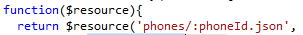 function($resource){
return $resource('phones/:phoneId.json',